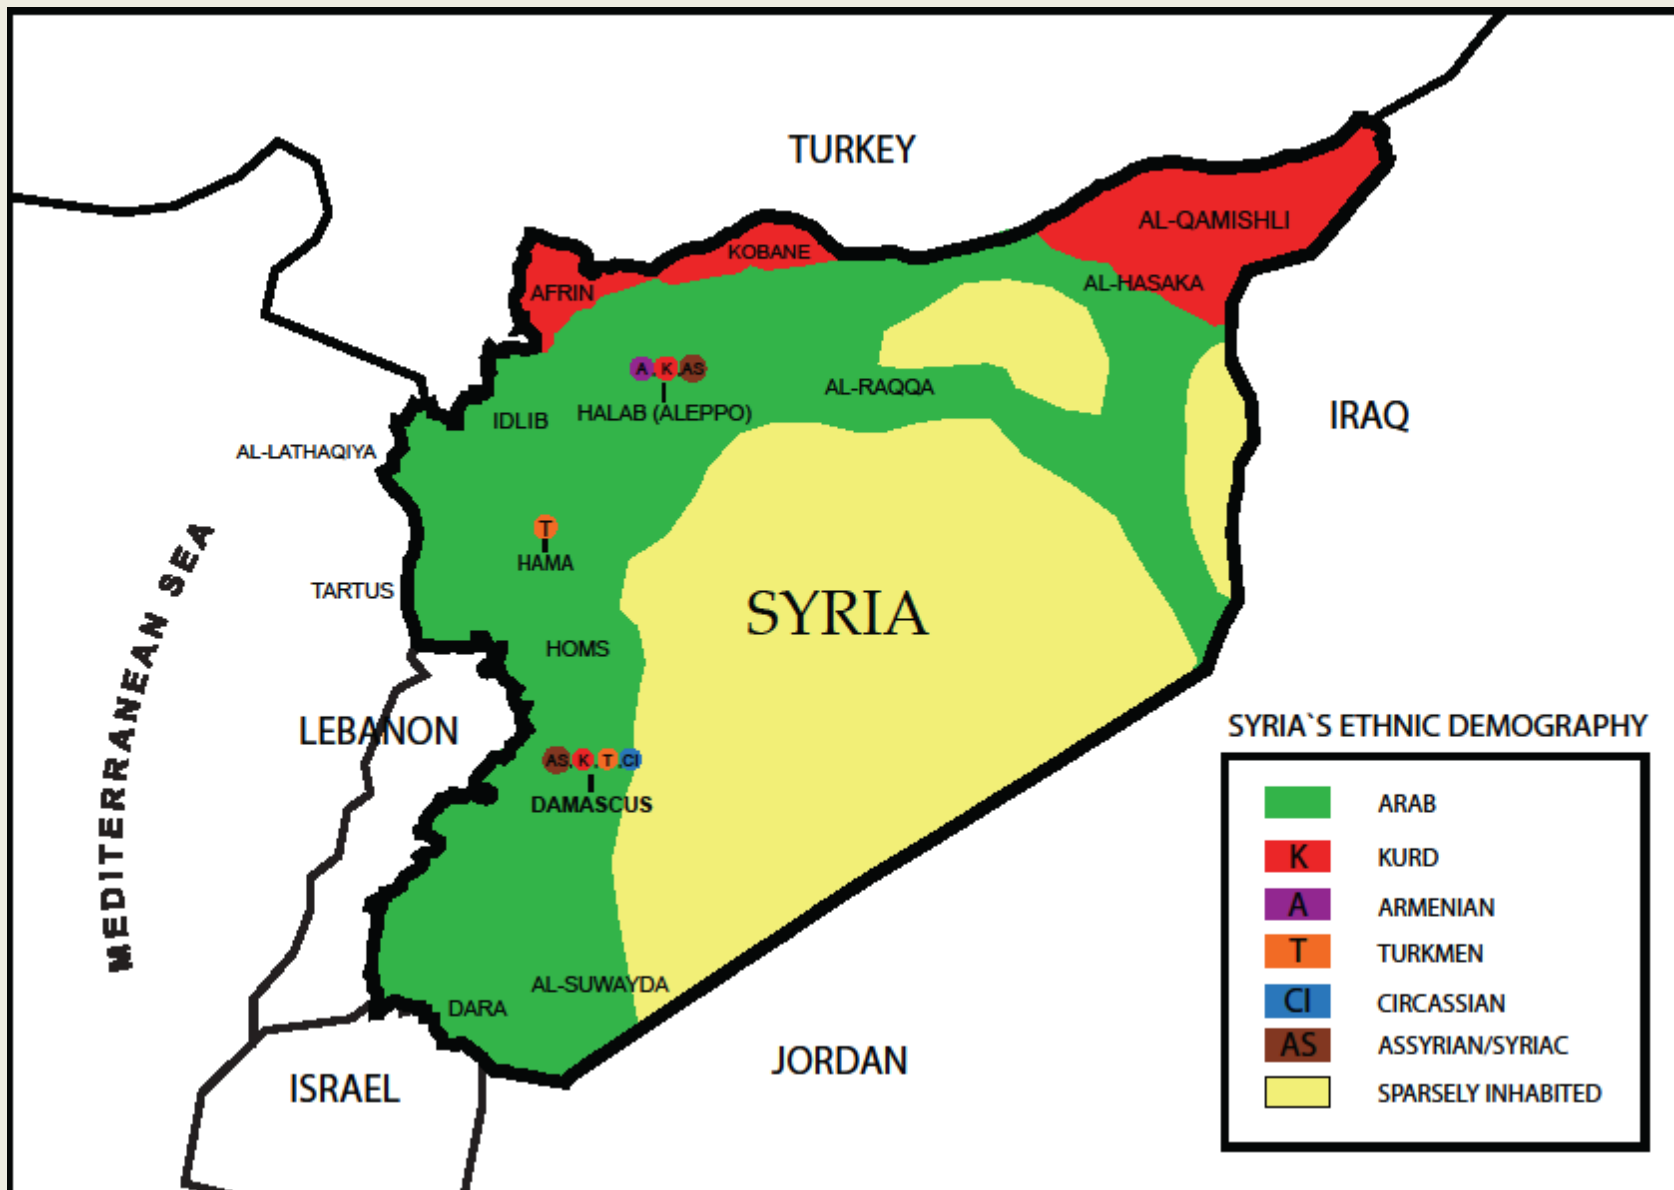 TURKEY
AL-QAMISHLI
KOBANE
AL-HASAKA
AFRIN
A K AS
AL-RAQQA
HALAB (ALEPPO)
IDLIB
IRAQ
AL-LATHAQIYA
T
HAMA
TARTUS
SYRIA
MEDITERRANEAN SEA
HOMS
LEBANON
AS K T CI
DAMASCUS
AL-SUWAYDA
DARA
JORDAN
ISRAEL
SYRIA`S ETHNIC DEMOGRAPHY
ARAB
K KURD
A ARMENIAN
T TURKMEN
CI CIRCASSIAN
AS ASSYRIAN/SYRIAC
SPARSELY INHABITED